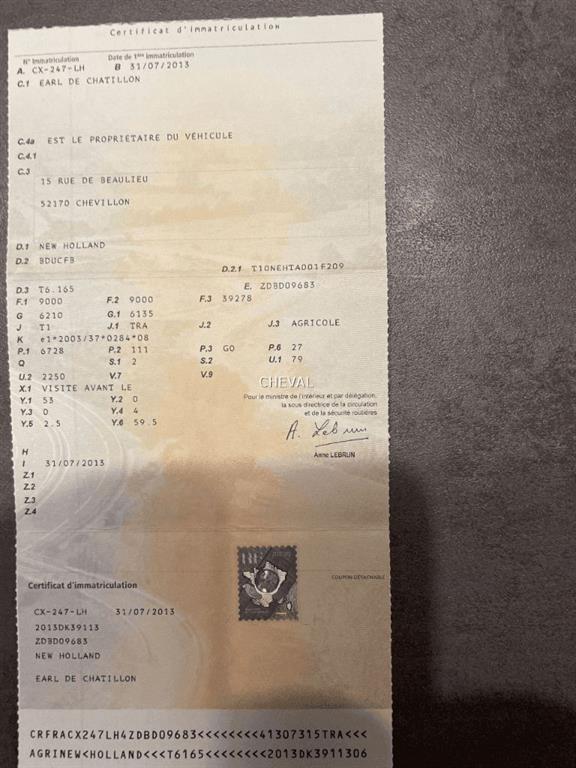 Certificat d'immatriculation
N° Immatriculation Date de 1ère immatriculation
A. CX-247-LH B 31/07/2013
C.1 EARL DE CHATILLON
C.4a EST LE PROPRIETAIRE DU VÉHICULE
C.4.1
C.3
15 RUE DE BEAULIEU
52170 CHEVILLON
D.1 NEW HOLLAND
D.2 BDUCFB
D.2.1 T10NEHTA001F209
D.3 T6.165 E. ZDBD09683
F.1 9000 F.2 9000 F.3 39278
G 6210 G.1 6135
J T1 J.1 TRA J.2 J.3 AGRICOLE
K e1*2003/37*0284*08
P.1 6728 P.2 111 P.3 GO P.6 27
Q S.1 2 S.2 U.1 79
U.2 2250 V.7 V.9
CHEVAL
X.1 VISITE AVANT LE
Y.1 53 Y.2 0
Y.3 0 Y.4 4
Y.5 2.5 Y.6 59.5
Pour le ministre de l'intérieur et par délégation,
la sous directrice de la circulation
et de la sécurité routières
A. Lebrun
Anne LEBRUN
H
I 31/07/2013
Z.1
Z.2
Z.3
Z.4
COUPON DÉTACHABLE
Certificat d'immatriculation
CX-247-LH 31/07/2013
2013DK39113
ZDBD09683
NEW HOLLAND
EARL DE CHATILLON
CRFRACX247LH4ZDBD09683<<<<<<<<41307315TRA<<<
AGRINEW<HOLLAND<<<T6165<<<<<<<<2013DK3911306